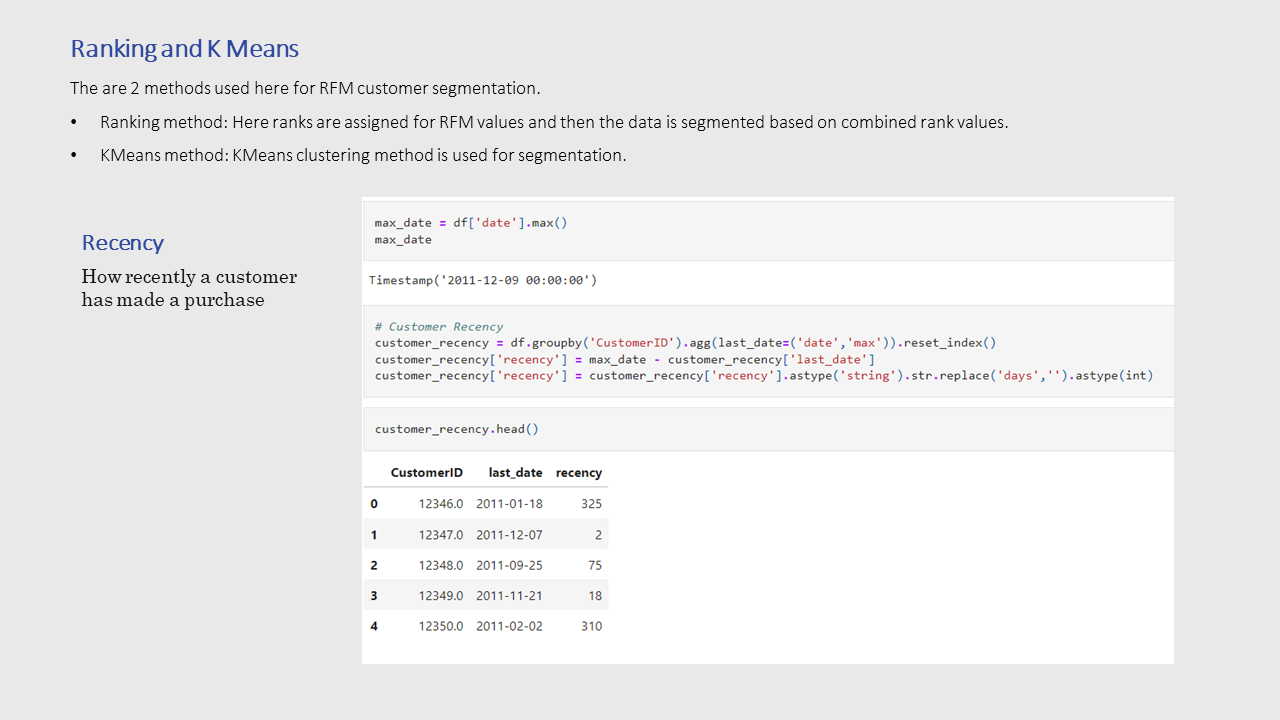 Ranking and K Means
The are 2 methods used here for RFM customer segmentation.
• Ranking method: Here ranks are assigned for RFM values and then the data is segmented based on combined rank values.
• KMeans method: KMeans clustering method is used for segmentation.
Recency
How recently a customer
has made a purchase
max_date = df['date'].max()
max_date
Timestamp('2011-12-09 00:00:00')
# Customer Recency
customer_recency = df.groupby('CustomerID').agg(last_date=('date','max')).reset_index()
customer_recency['recency'] = max_date - customer_recency['last_date']
customer_recency['recency'] = customer_recency['recency'].astype('string').str.replace('days','').astype(int)
customer_recency.head()
CustomerID last_date recency
0 12346.0 2011-01-18 325
1 12347.0 2011-12-07 2
2 12348.0 2011-09-25 75
3 12349.0 2011-11-21 18
4 12350.0 2011-02-02 310